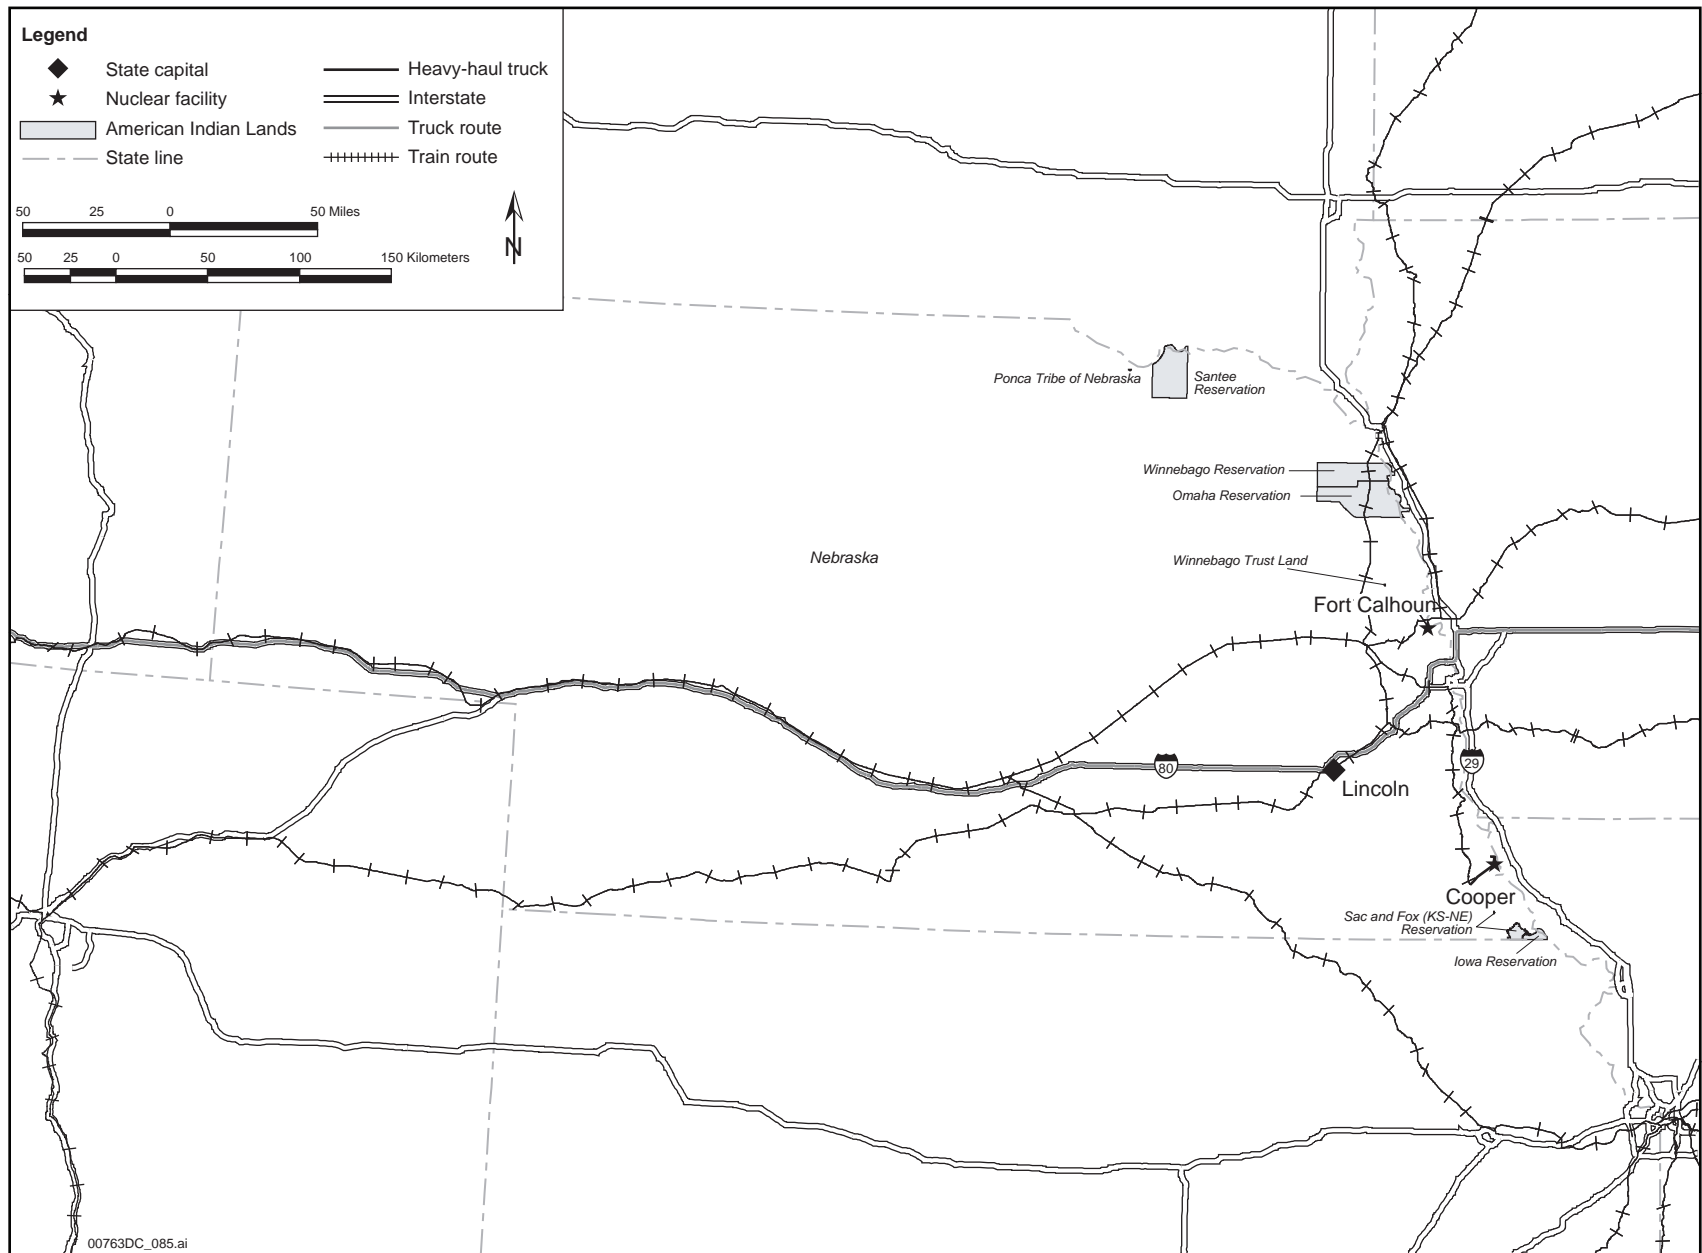 Legend
State capital
Nuclear facility
American Indian Lands
State line
Heavy-haul truck
Interstate
Truck route
Train route
50 25 0 50 Miles
50 25 0 50 100 150 Kilometers
N
Ponca Tribe of Nebraska
Santee
Reservation
Winnebago Reservation
Omaha Reservation
Nebraska
Winnebago Trust Land
Fort Calhoun
80
29
Lincoln
Cooper
Sac and Fox (KS-NE)
Reservation
Iowa Reservation
00763DC_085.ai